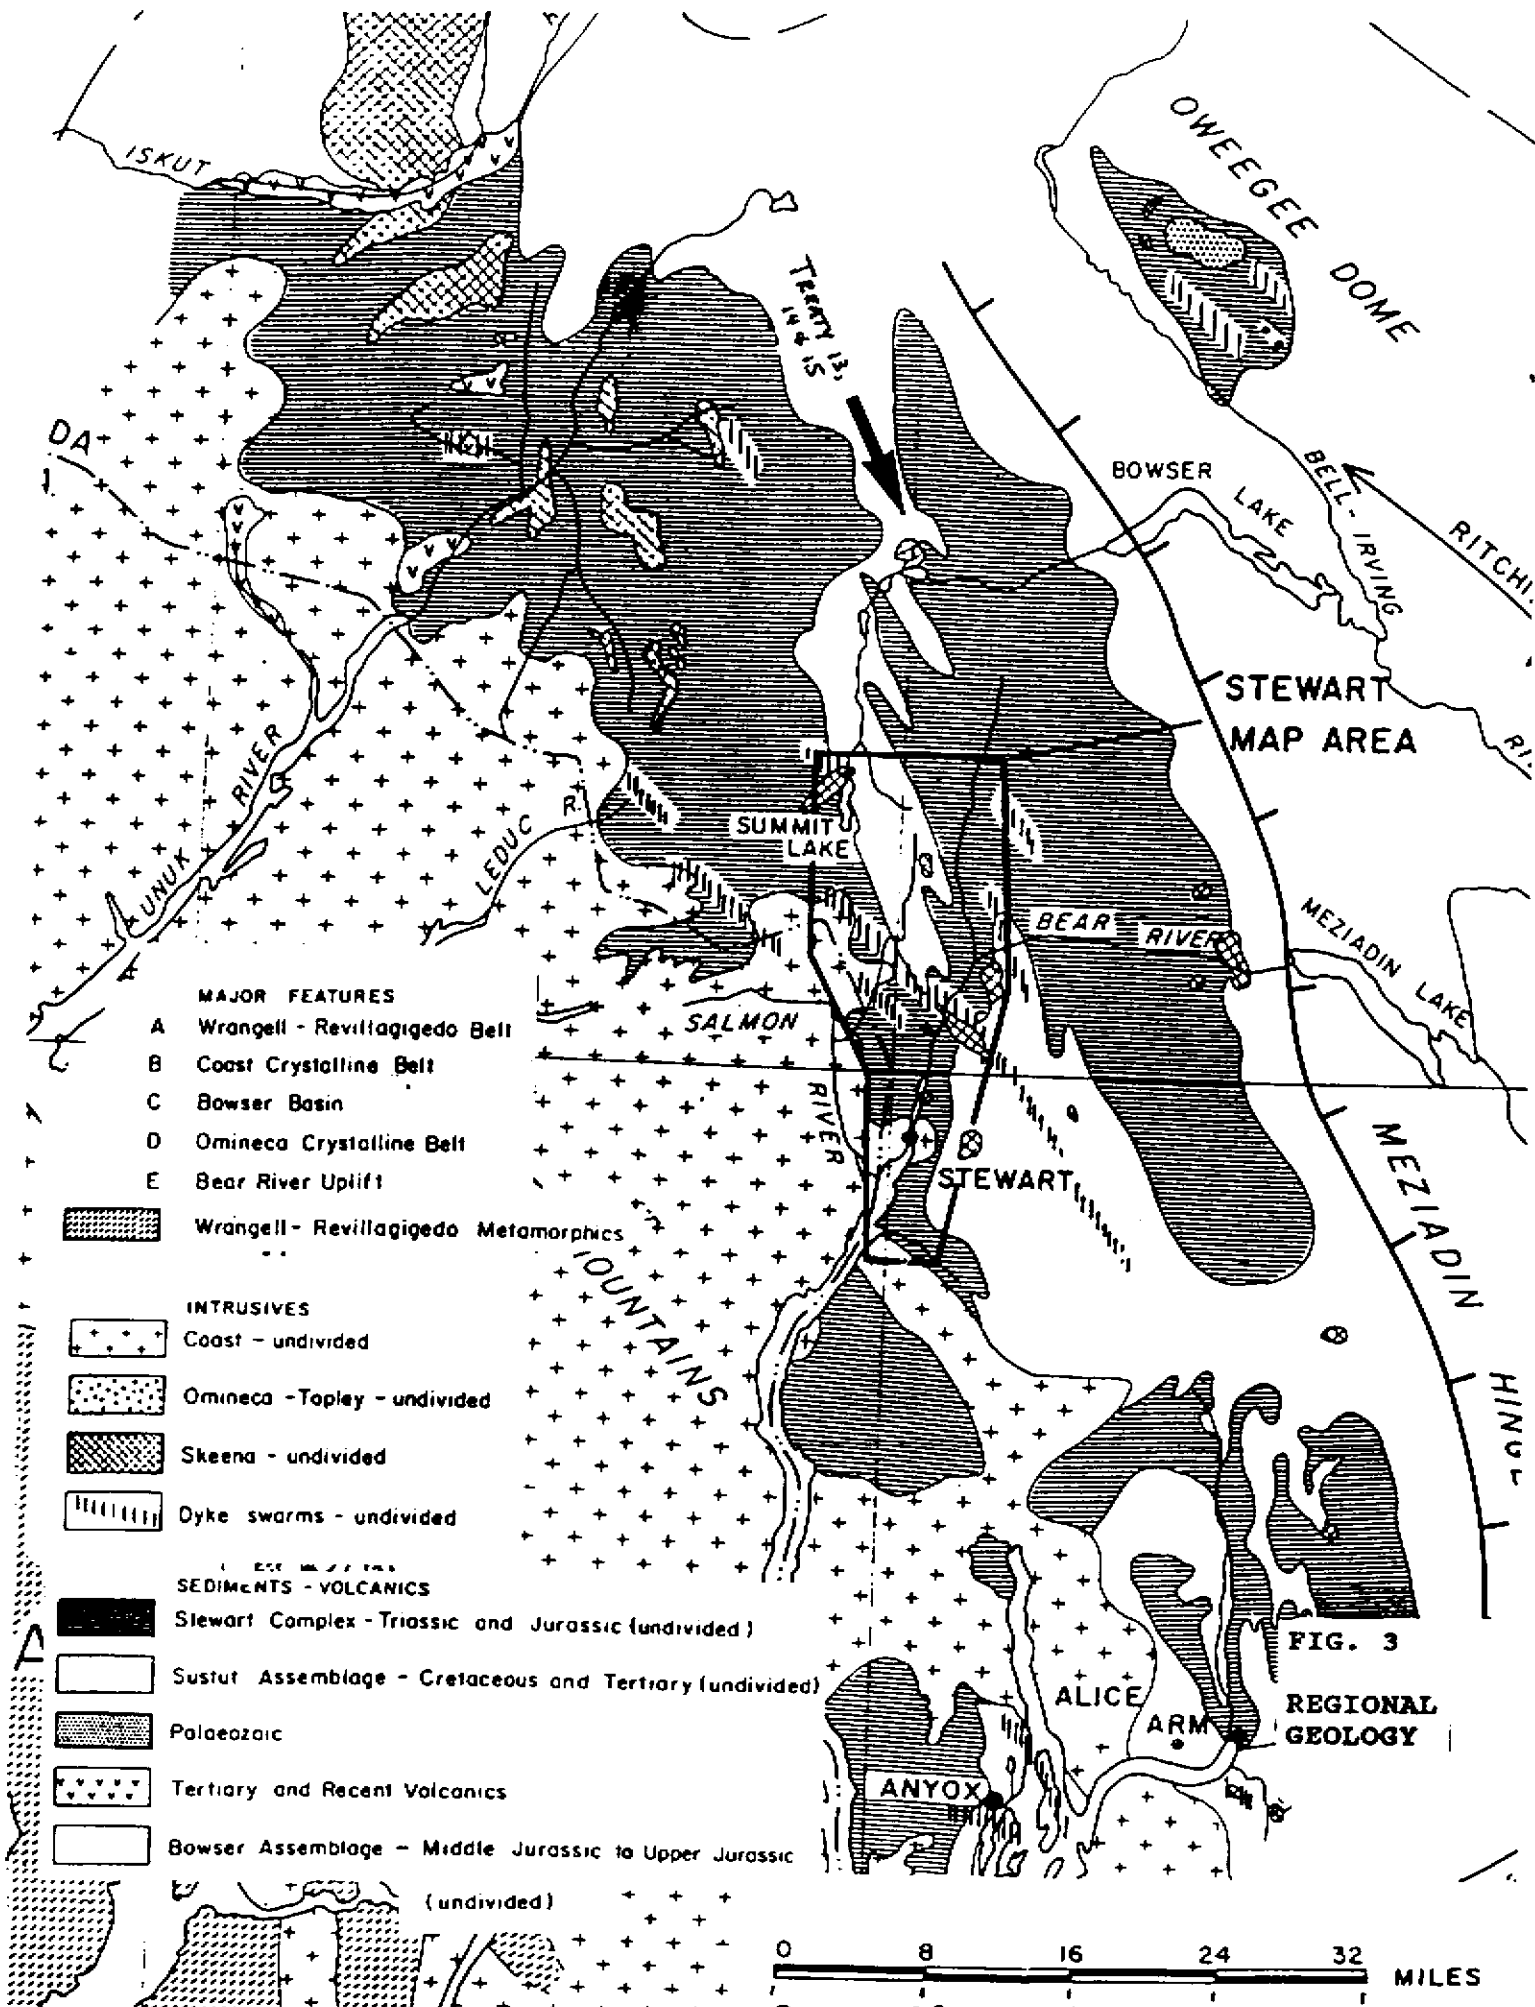 ISKUT
OWEEGEE
DOME
TREATY 13,
14 & 15
DA
BOWSER
LAKE
BELL-IRVING
RITCHI
STEWART
MAP AREA
UNUK RIVER
LEDUC R.
SUMMIT
LAKE
BEAR RIVER
MEZIADIN
LAKE
SALMON
RIVER
STEWART
MEZIADIN
OUNTAINS
MAJOR FEATURES
A Wrangell - Revillagigedo Belt
B Coast Crystalline Belt
C Bowser Basin
D Omineca Crystalline Belt
E Bear River Uplift
Wrangell - Revillagigedo Metamorphics
INTRUSIVES
Coast - undivided
Omineca - Topley - undivided
Skeena - undivided
Dyke swarms - undivided
SEDIMENTS - VOLCANICS
Stewart Complex - Triassic and Jurassic (undivided)
Sustut Assemblage - Cretaceous and Tertiary (undivided)
Palaeozoic
Tertiary and Recent Volcanics
Bowser Assemblage - Middle Jurassic to Upper Jurassic
(undivided)
A
ALICE
ARM
ANYOX
FIG. 3
REGIONAL
GEOLOGY
0 8 16 24 32
MILES